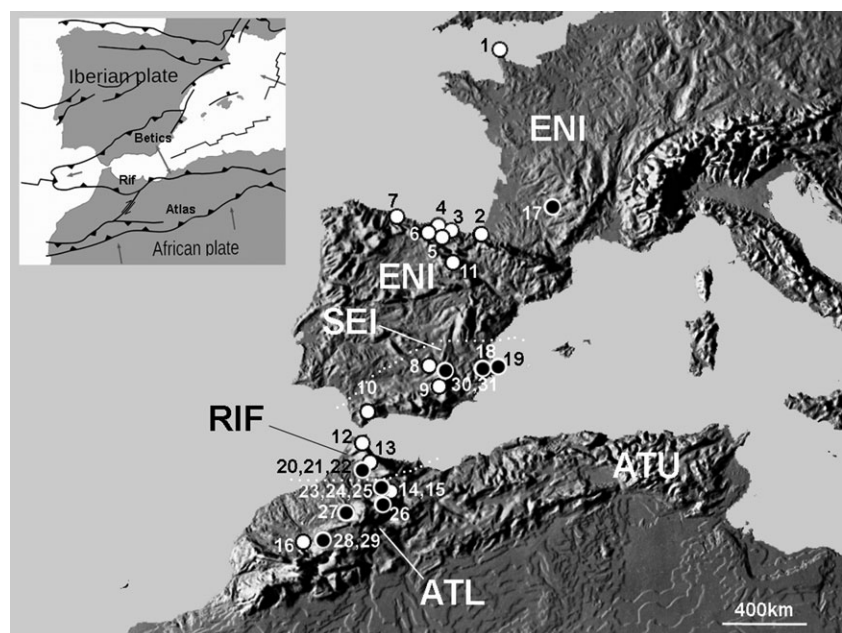 Iberian plate
Betics
Rif
Atlas
African plate
1
ENI
17
7
4
3
2
6
5
11
ENI
SEI
18
19
8
30,31
9
10
RIF
12
13
20,21,22
ATU
23,24,25
14,15
27
26
16
28,29
ATL
400km